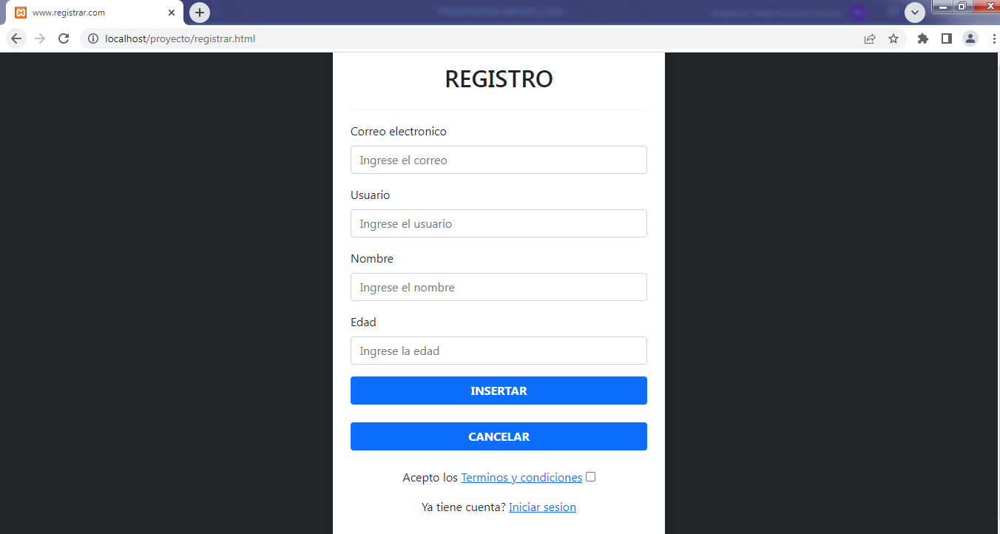 www.registrar.com
localhost/proyecto/registrar.html
REGISTRO
Correo electronico
Ingrese el correo
Usuario
Ingrese el usuario
Nombre
Ingrese el nombre
Edad
Ingrese la edad
INSERTAR
CANCELAR
Acepto los Terminos y condiciones
Ya tiene cuenta? Iniciar sesion